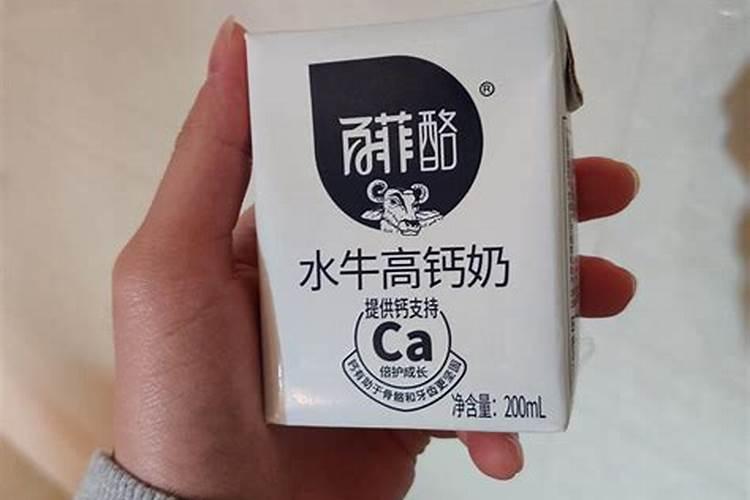 百菲酪
®
水牛高钙奶
提供钙支持
Ca
倍护成长
钙有助于骨骼和牙齿更坚固
净含量：200mL